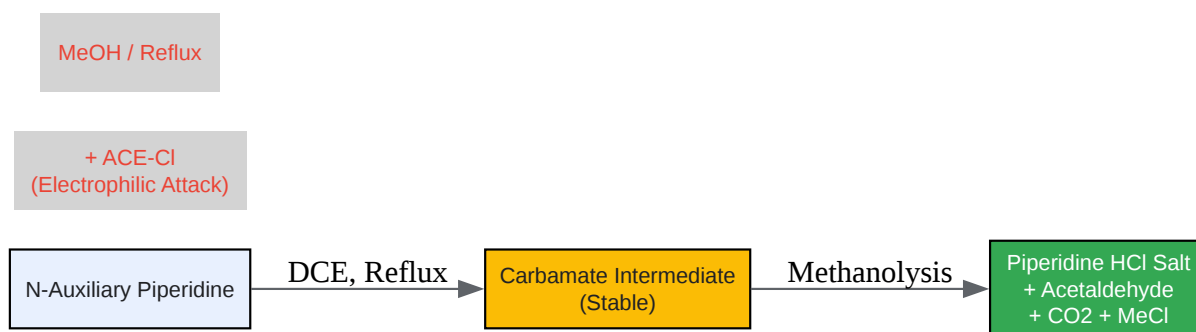 MeOH / Reflux
+ ACE-Cl
(Electrophilic Attack)
N-Auxiliary Piperidine
DCE, Reflux
Carbamate Intermediate
(Stable)
Methanolysis
Piperidine HCl Salt
+ Acetaldehyde
+ CO2 + MeCl